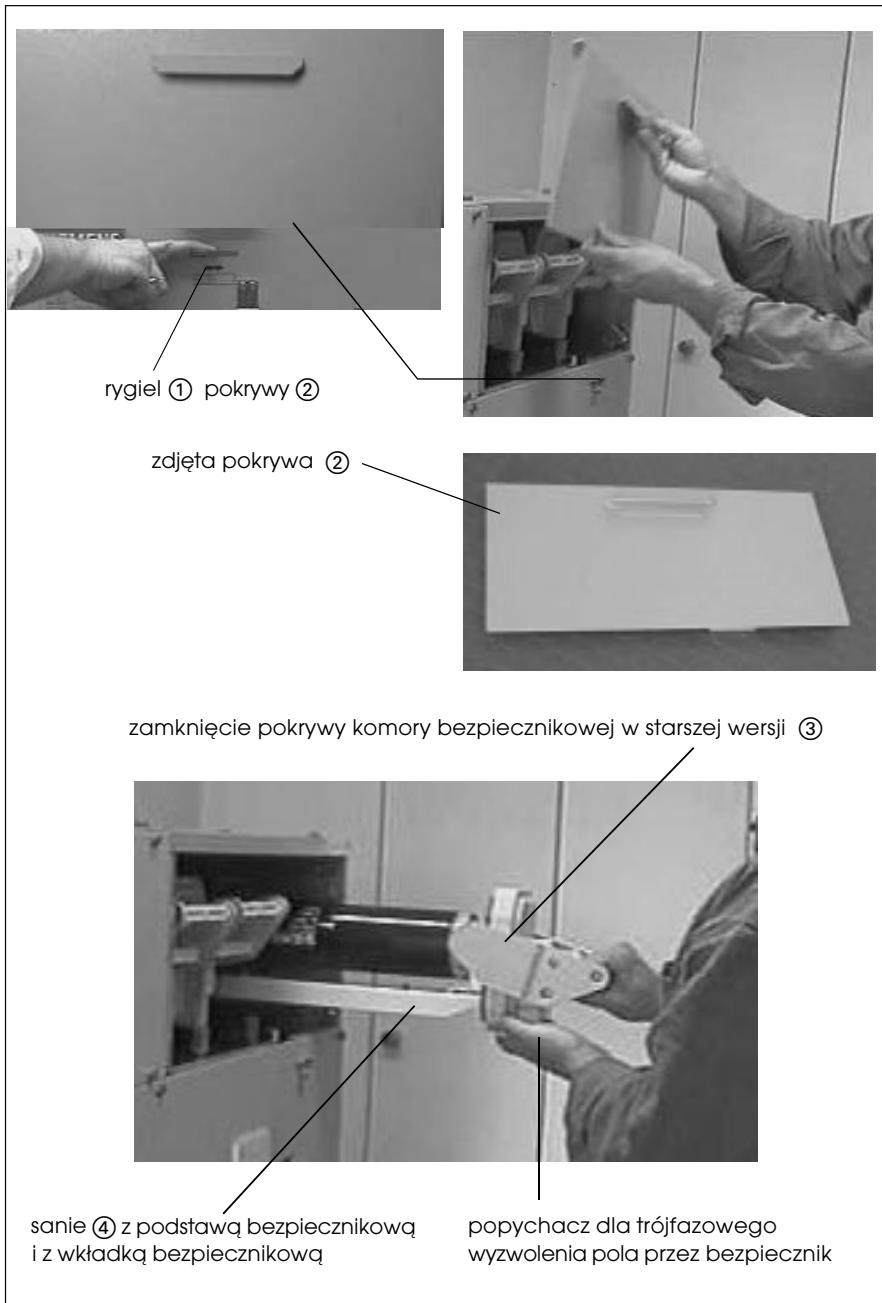 rygiel ① pokrywy ②
zdjęta pokrywa ②
zamknięcie pokrywy komory bezpiecznikowej w starszej wersji ③
sanie ④ z podstawą bezpiecznikową
i z wkładką bezpiecznikową
popychacz dla trójfazowego
wyzwolenia pola przez bezpiecznik